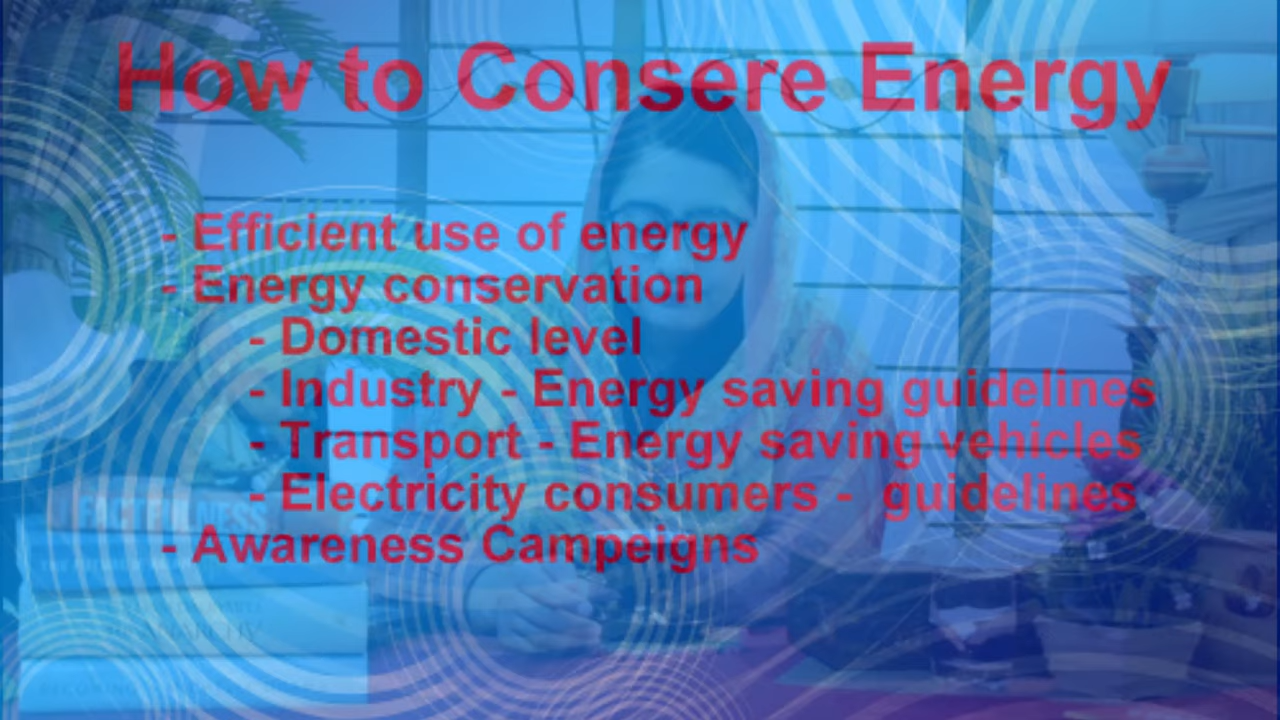 How to Consere Energy
- Efficient use of energy
- Energy conservation
- Domestic level
- Industry - Energy saving guidelines
- Transport - Energy saving vehicles
- Electricity consumers - guidelines
- Awareness Campeigns
FACTFULNESS